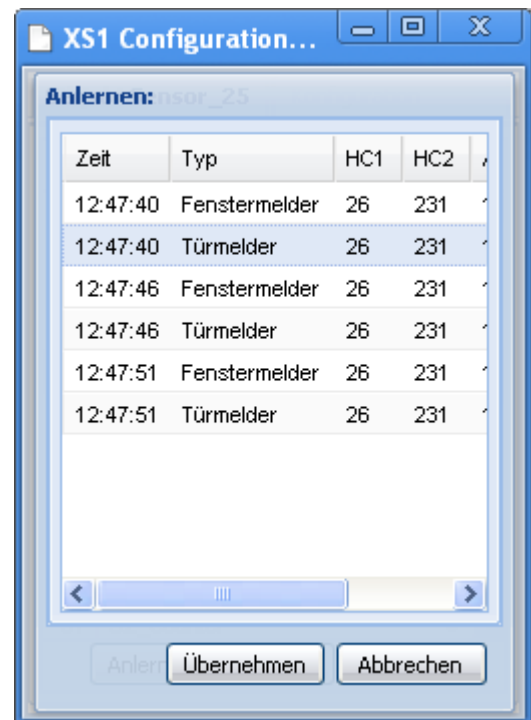 XS1 Configuration...
Anlernen:
Zeit Typ HC1 HC2
12:47:40 Fenstermelder 26 231
12:47:40 Türmelder 26 231
12:47:46 Fenstermelder 26 231
12:47:46 Türmelder 26 231
12:47:51 Fenstermelder 26 231
12:47:51 Türmelder 26 231
Übernehmen Abbrechen